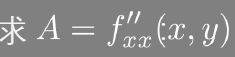 求 $A = f''_{xx}(x, y)$